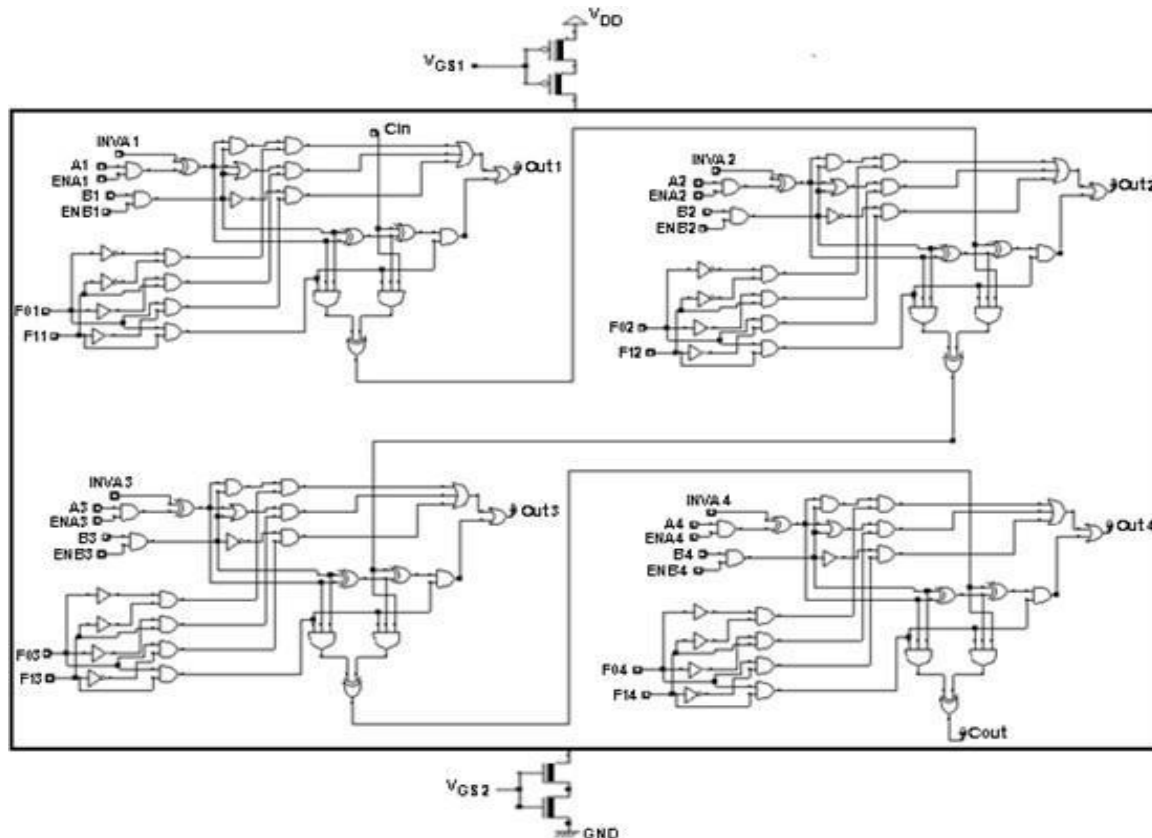 VDD
VGS1
INVA1
Cin
A1
ENA1
Out1
B1
ENB1
F01
F11
INVA2
A2
ENA2
Out2
B2
ENB2
F02
F12
INVA3
A3
ENA3
Out3
B3
ENB3
F03
F13
INVA4
A4
ENA4
Out4
B4
ENB4
F04
F14
Cout
VGS2
GND